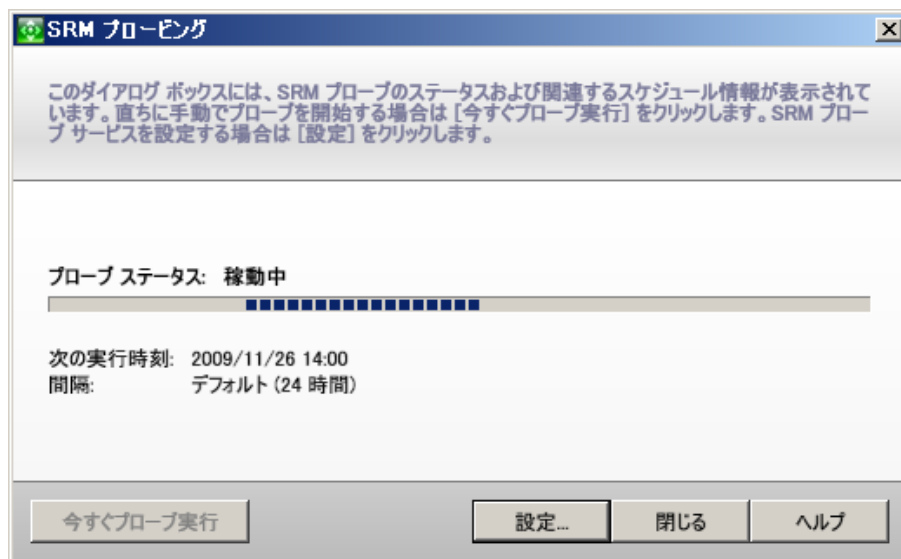 SRM プロービング
このダイアログ ボックスには、SRM プローブのステータスおよび関連するスケジュール情報が表示されて
います。直ちに手動でプローブを開始する場合は [今すぐプローブ実行] をクリックします。SRM プロー
ブ サービスを設定する場合は [設定] をクリックします。
プローブ ステータス: 稼動中
次の実行時刻: 2009/11/26 14:00
間隔: デフォルト (24 時間)
今すぐプローブ実行 設定... 閉じる ヘルプ